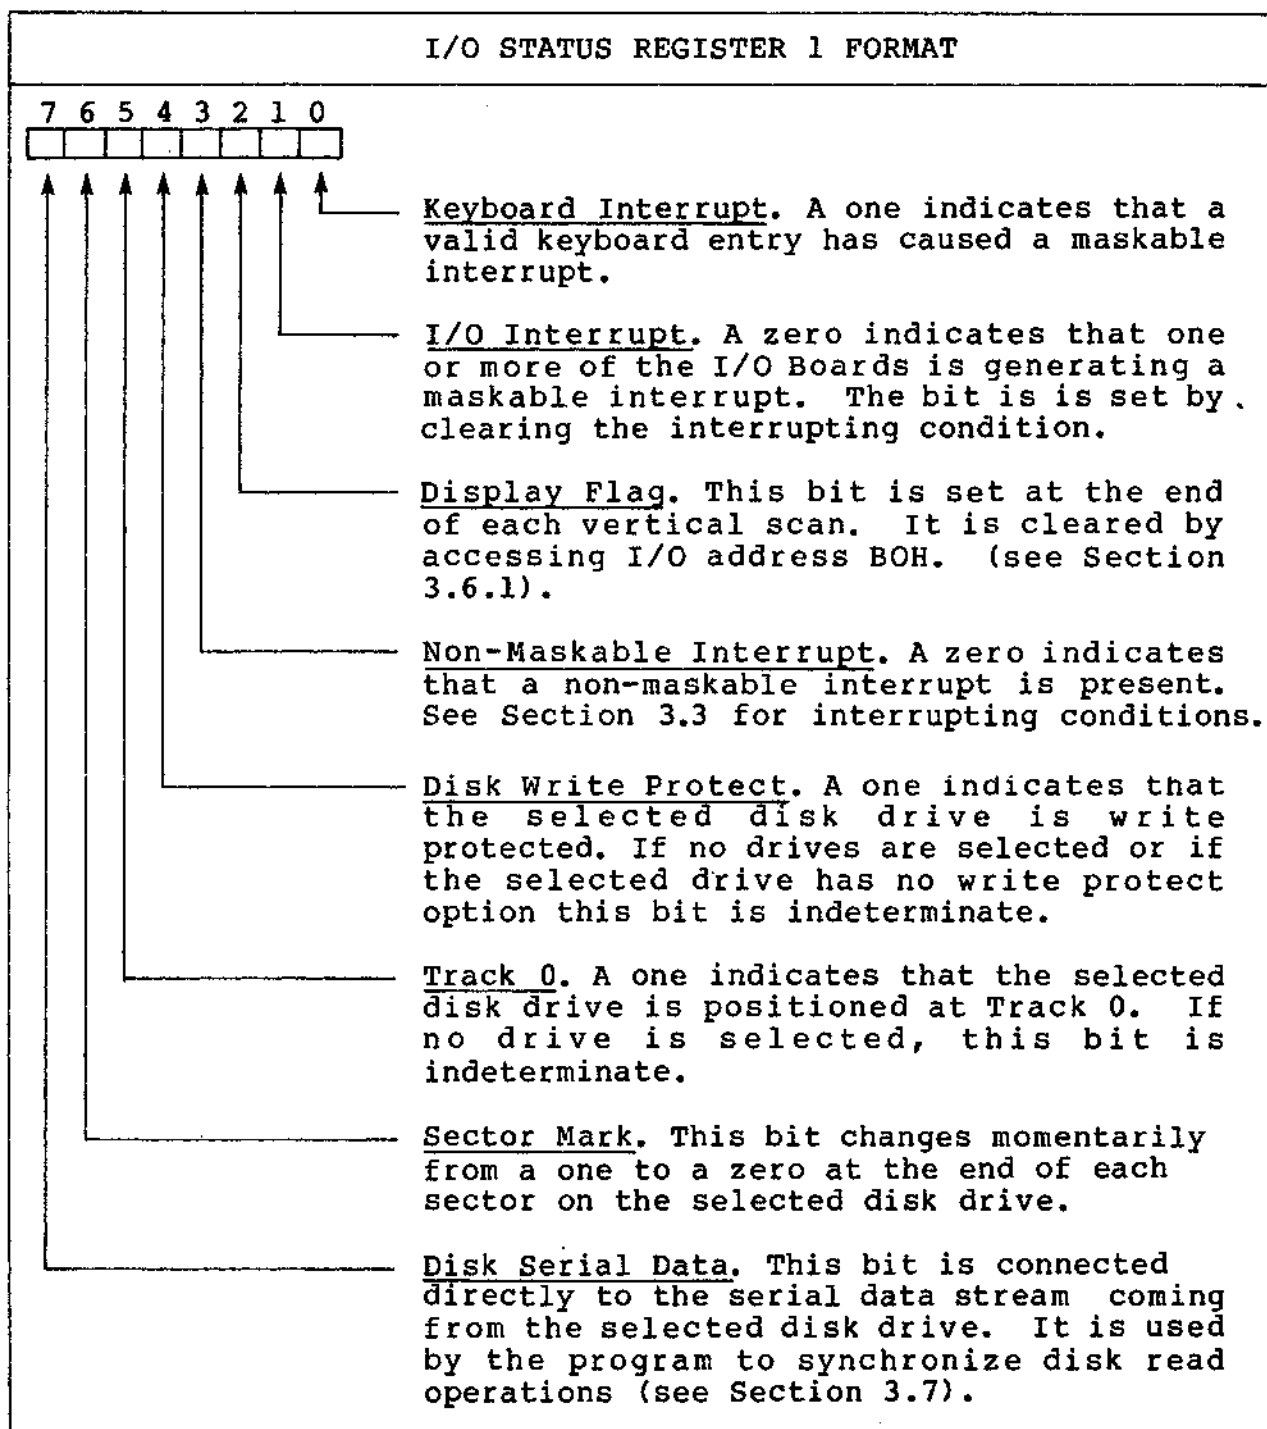 I/O STATUS REGISTER 1 FORMAT
7 6 5 4 3 2 1 0
Keyboard Interrupt. A one indicates that a
valid keyboard entry has caused a maskable
interrupt.
I/O Interrupt. A zero indicates that one
or more of the I/O Boards is generating a
maskable interrupt. The bit is is set by.
clearing the interrupting condition.
Display Flag. This bit is set at the end
of each vertical scan. It is cleared by
accessing I/O address BOH. (see Section
3.6.1).
Non-Maskable Interrupt. A zero indicates
that a non-maskable interrupt is present.
See Section 3.3 for interrupting conditions.
Disk Write Protect. A one indicates that
the selected disk drive is write
protected. If no drives are selected or if
the selected drive has no write protect
option this bit is indeterminate.
Track 0. A one indicates that the selected
disk drive is positioned at Track 0. If
no drive is selected, this bit is
indeterminate.
Sector Mark. This bit changes momentarily
from a one to a zero at the end of each
sector on the selected disk drive.
Disk Serial Data. This bit is connected
directly to the serial data stream coming
from the selected disk drive. It is used
by the program to synchronize disk read
operations (see Section 3.7).